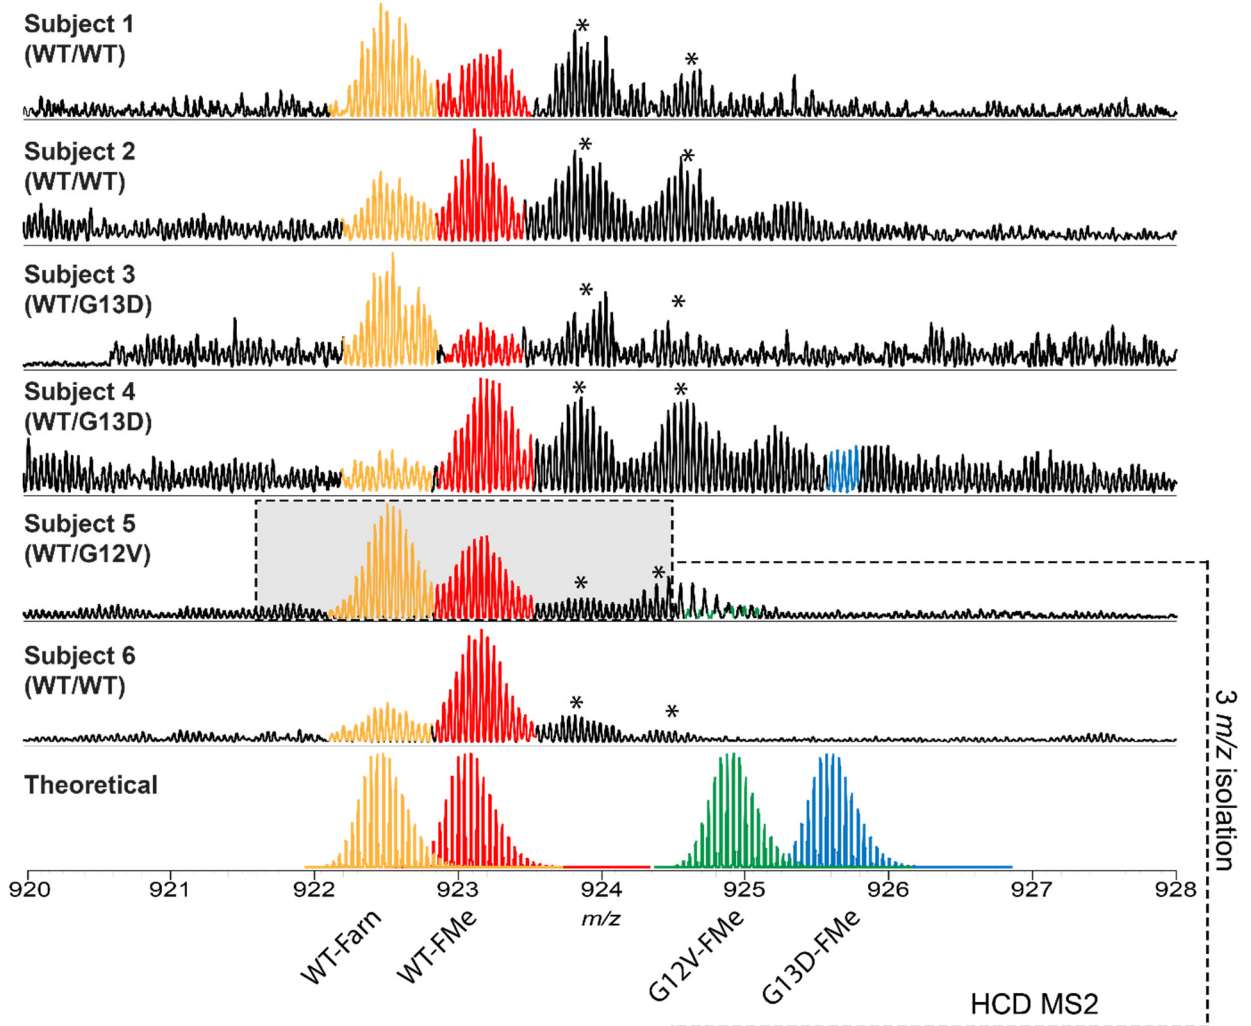 Subject 1
(WT/WT)
*
*
Subject 2
(WT/WT)
*
*
Subject 3
(WT/G13D)
*
*
Subject 4
(WT/G13D)
*
*
Subject 5
(WT/G12V)
*
*
Subject 6
(WT/WT)
*
*
Theoretical
920 921 922 923 924 925 926 927 928
m/z
WT-Farn
WT-FMe
G12V-FMe
G13D-FMe
3 m/z isolation
HCD MS2